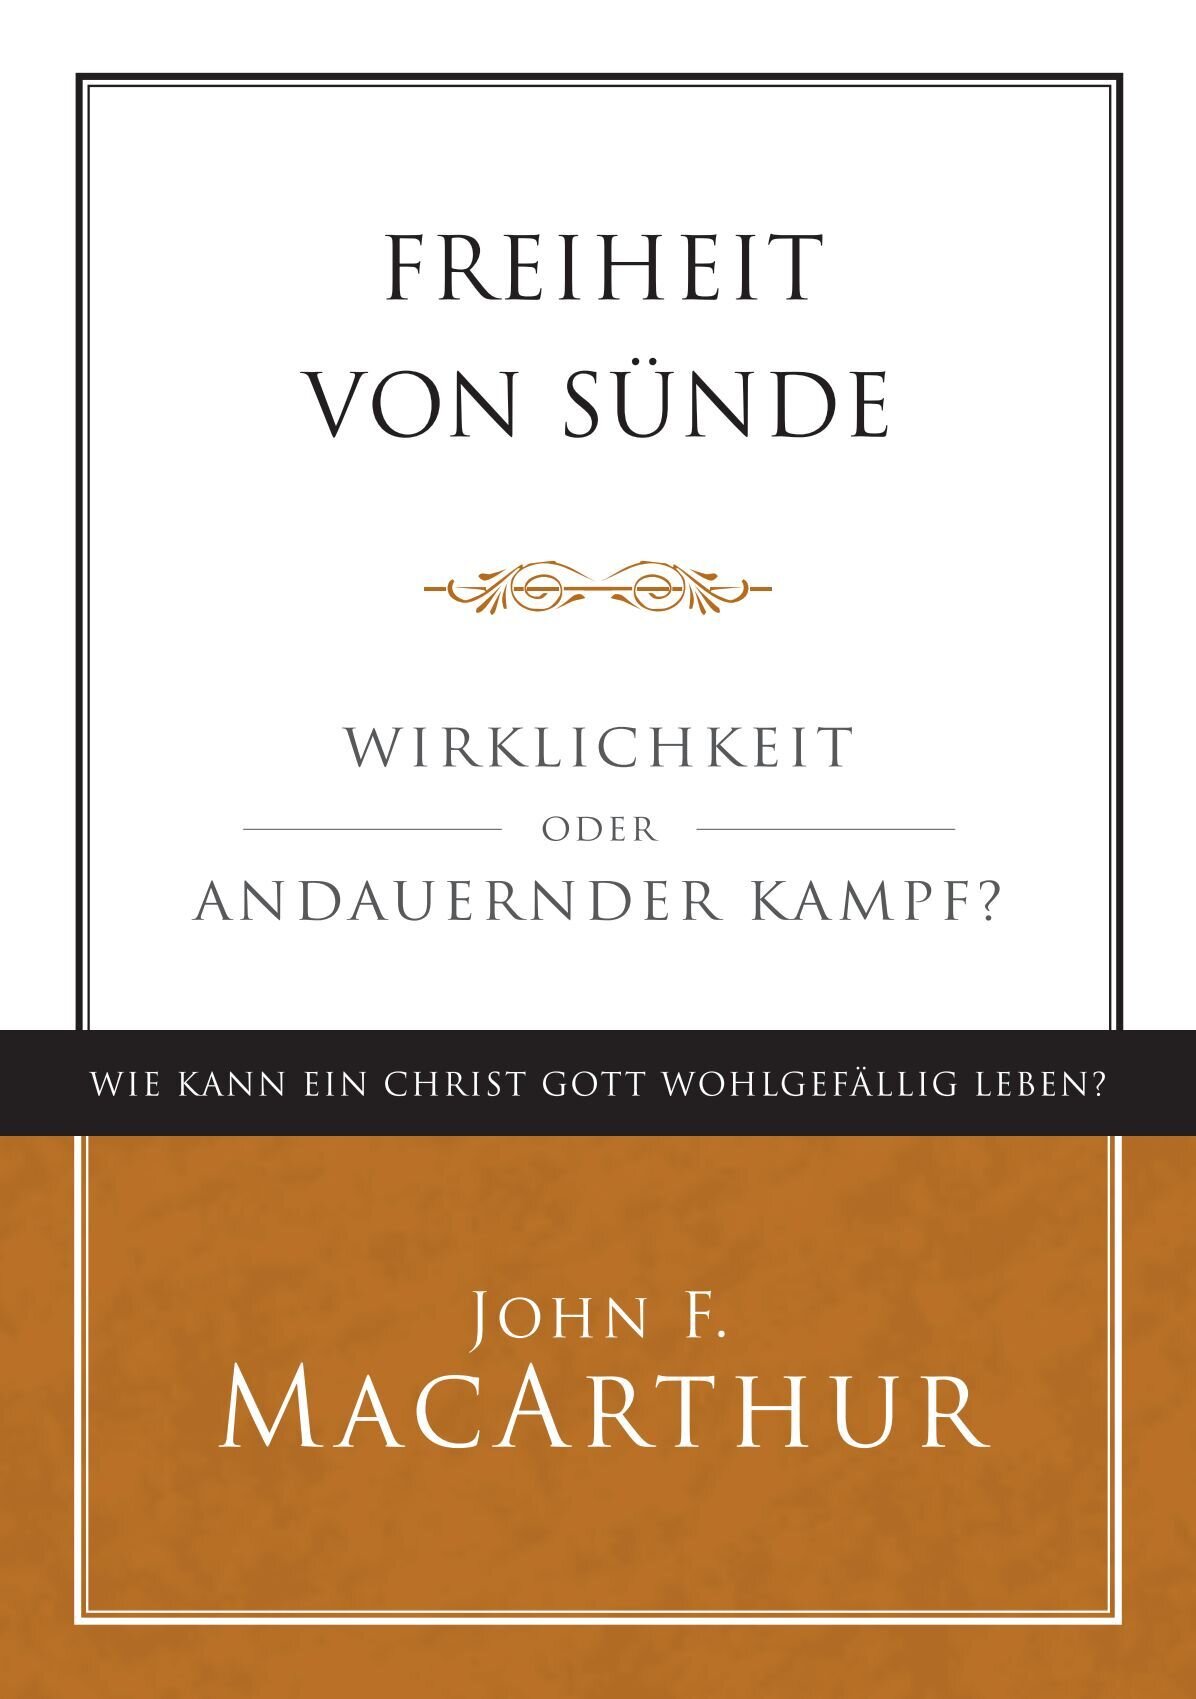 FREIHEIT
VON SÜNDE
WIRKLICHKEIT
ODER
ANDAUERNDER KAMPF?
WIE KANN EIN CHRIST GOTT WOHLGEFÄLLIG LEBEN?
JOHN F.
MACARTHUR